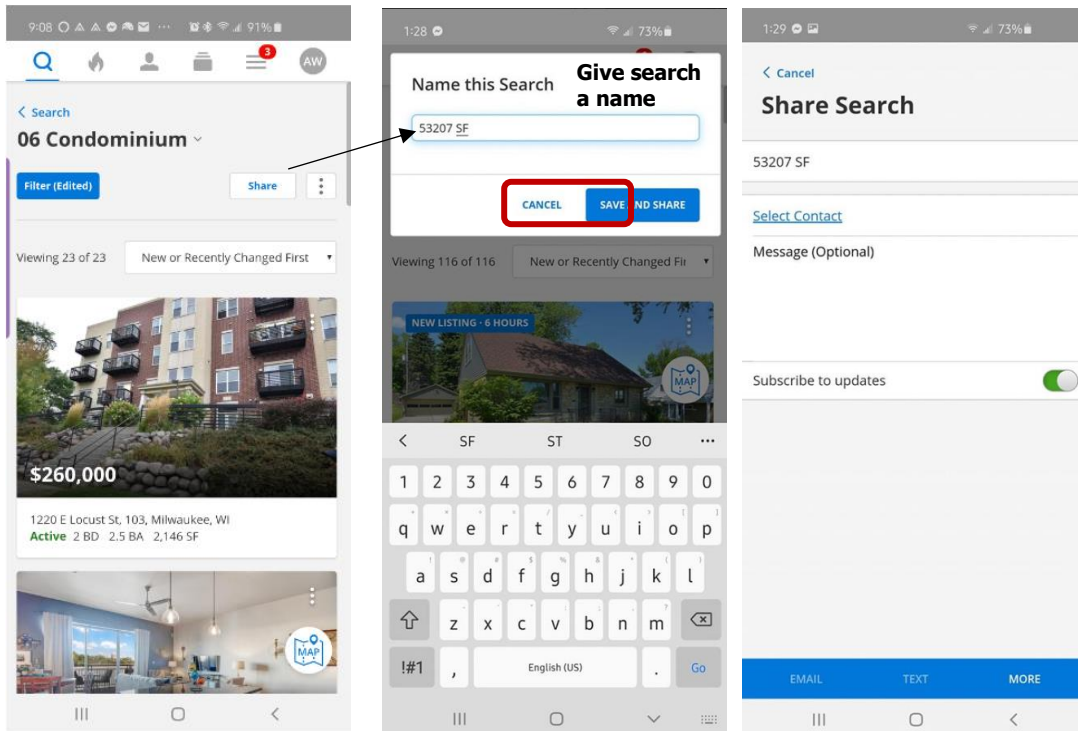 9:08 91%
3
AW
Search
06 Condominium
Filter (Edited)
Share
Viewing 23 of 23
New or Recently Changed First
$260,000
1220 E Locust St, 103, Milwaukee, WI
Active 2 BD 2.5 BA 2,146 SF
MAP
1:28 73%
Name this Search
Give search
a name
53207 SF
CANCEL
SAVE AND SHARE
Viewing 116 of 116
New or Recently Changed Fir
NEW LISTING - 6 HOURS
MAP
SF ST SO
1 2 3 4 5 6 7 8 9 0
q w e r t y u i o p
a s d f g h j k l
z x c v b n m
!#1 , English (US) . Go
1:29 73%
Cancel
Share Search
53207 SF
Select Contact
Message (Optional)
Subscribe to updates
EMAIL TEXT MORE